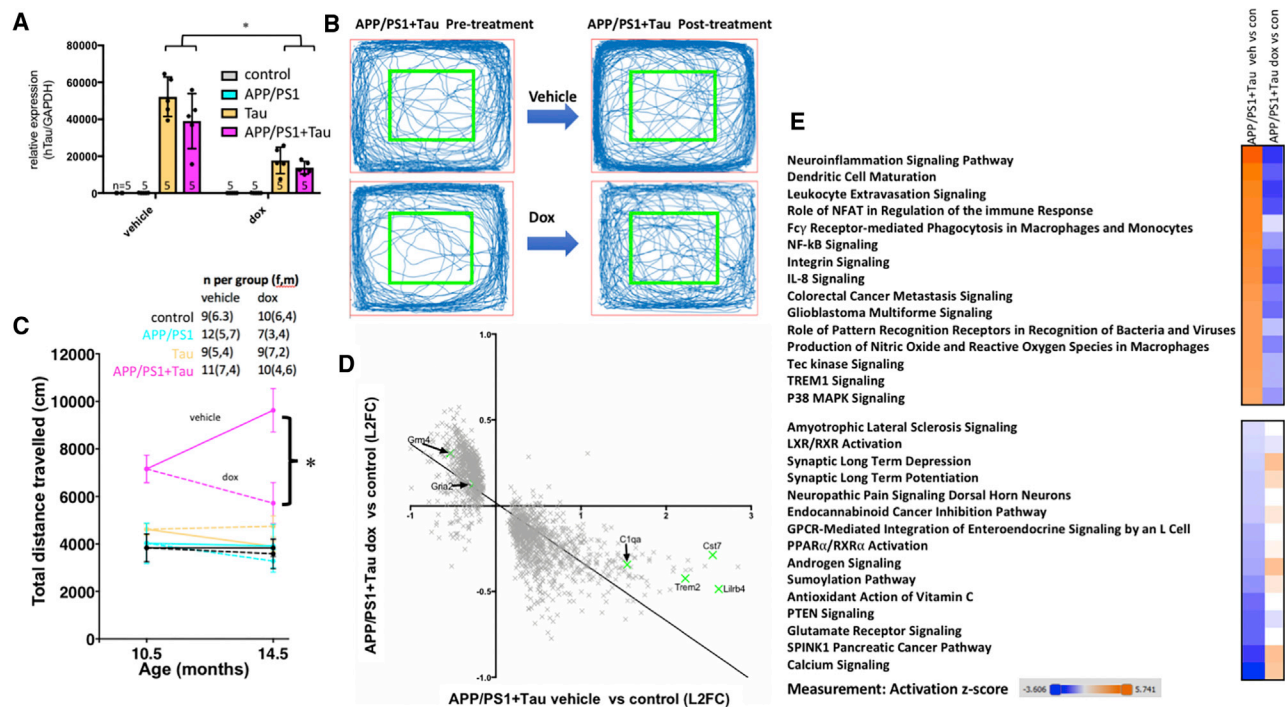 A
*
80000
60000
40000
20000
0
relative expression
(hTau/GAPDH)
control
APP/PS1
Tau
APP/PS1+Tau
n=5 5 5 5 5 5 5 5
vehicle dox
B
APP/PS1+Tau Pre-treatment APP/PS1+Tau Post-treatment
Vehicle
Dox
C
n per group (f,m)
vehicle dox
control 9(6.3) 10(6,4)
APP/PS1 12(5,7) 7(3,4)
Tau 9(5,4) 9(7,2)
APP/PS1+Tau 11(7,4) 10(4,6)
12000
10000
8000
6000
4000
2000
0
Total distance travelled (cm)
vehicle
dox
*
10.5 14.5
Age (months)
D
1.0
0.5
-0.5
-1.0
-1 1 2 3
Grm4
Gria2
C1qa
Cst7
Trem2
Lilrb4
APP/PS1+Tau dox vs control (L2FC)
APP/PS1+Tau vehicle vs control (L2FC)
E
APP/PS1+Tau veh vs con
APP/PS1+Tau dox vs con
Neuroinflammation Signaling Pathway
Dendritic Cell Maturation
Leukocyte Extravasation Signaling
Role of NFAT in Regulation of the immune Response
Fcγ Receptor-mediated Phagocytosis in Macrophages and Monocytes
NF-kB Signaling
Integrin Signaling
IL-8 Signaling
Colorectal Cancer Metastasis Signaling
Glioblastoma Multiforme Signaling
Role of Pattern Recognition Receptors in Recognition of Bacteria and Viruses
Production of Nitric Oxide and Reactive Oxygen Species in Macrophages
Tec kinase Signaling
TREM1 Signaling
P38 MAPK Signaling
Amyotrophic Lateral Sclerosis Signaling
LXR/RXR Activation
Synaptic Long Term Depression
Synaptic Long Term Potentiation
Neuropathic Pain Signaling Dorsal Horn Neurons
Endocannabinoid Cancer Inhibition Pathway
GPCR-Mediated Integration of Enteroendocrine Signaling by an L Cell
PPARα/RXRα Activation
Androgen Signaling
Sumoylation Pathway
Antioxidant Action of Vitamin C
PTEN Signaling
Glutamate Receptor Signaling
SPINK1 Pancreatic Cancer Pathway
Calcium Signaling
Measurement: Activation z-score -3.606 5.741